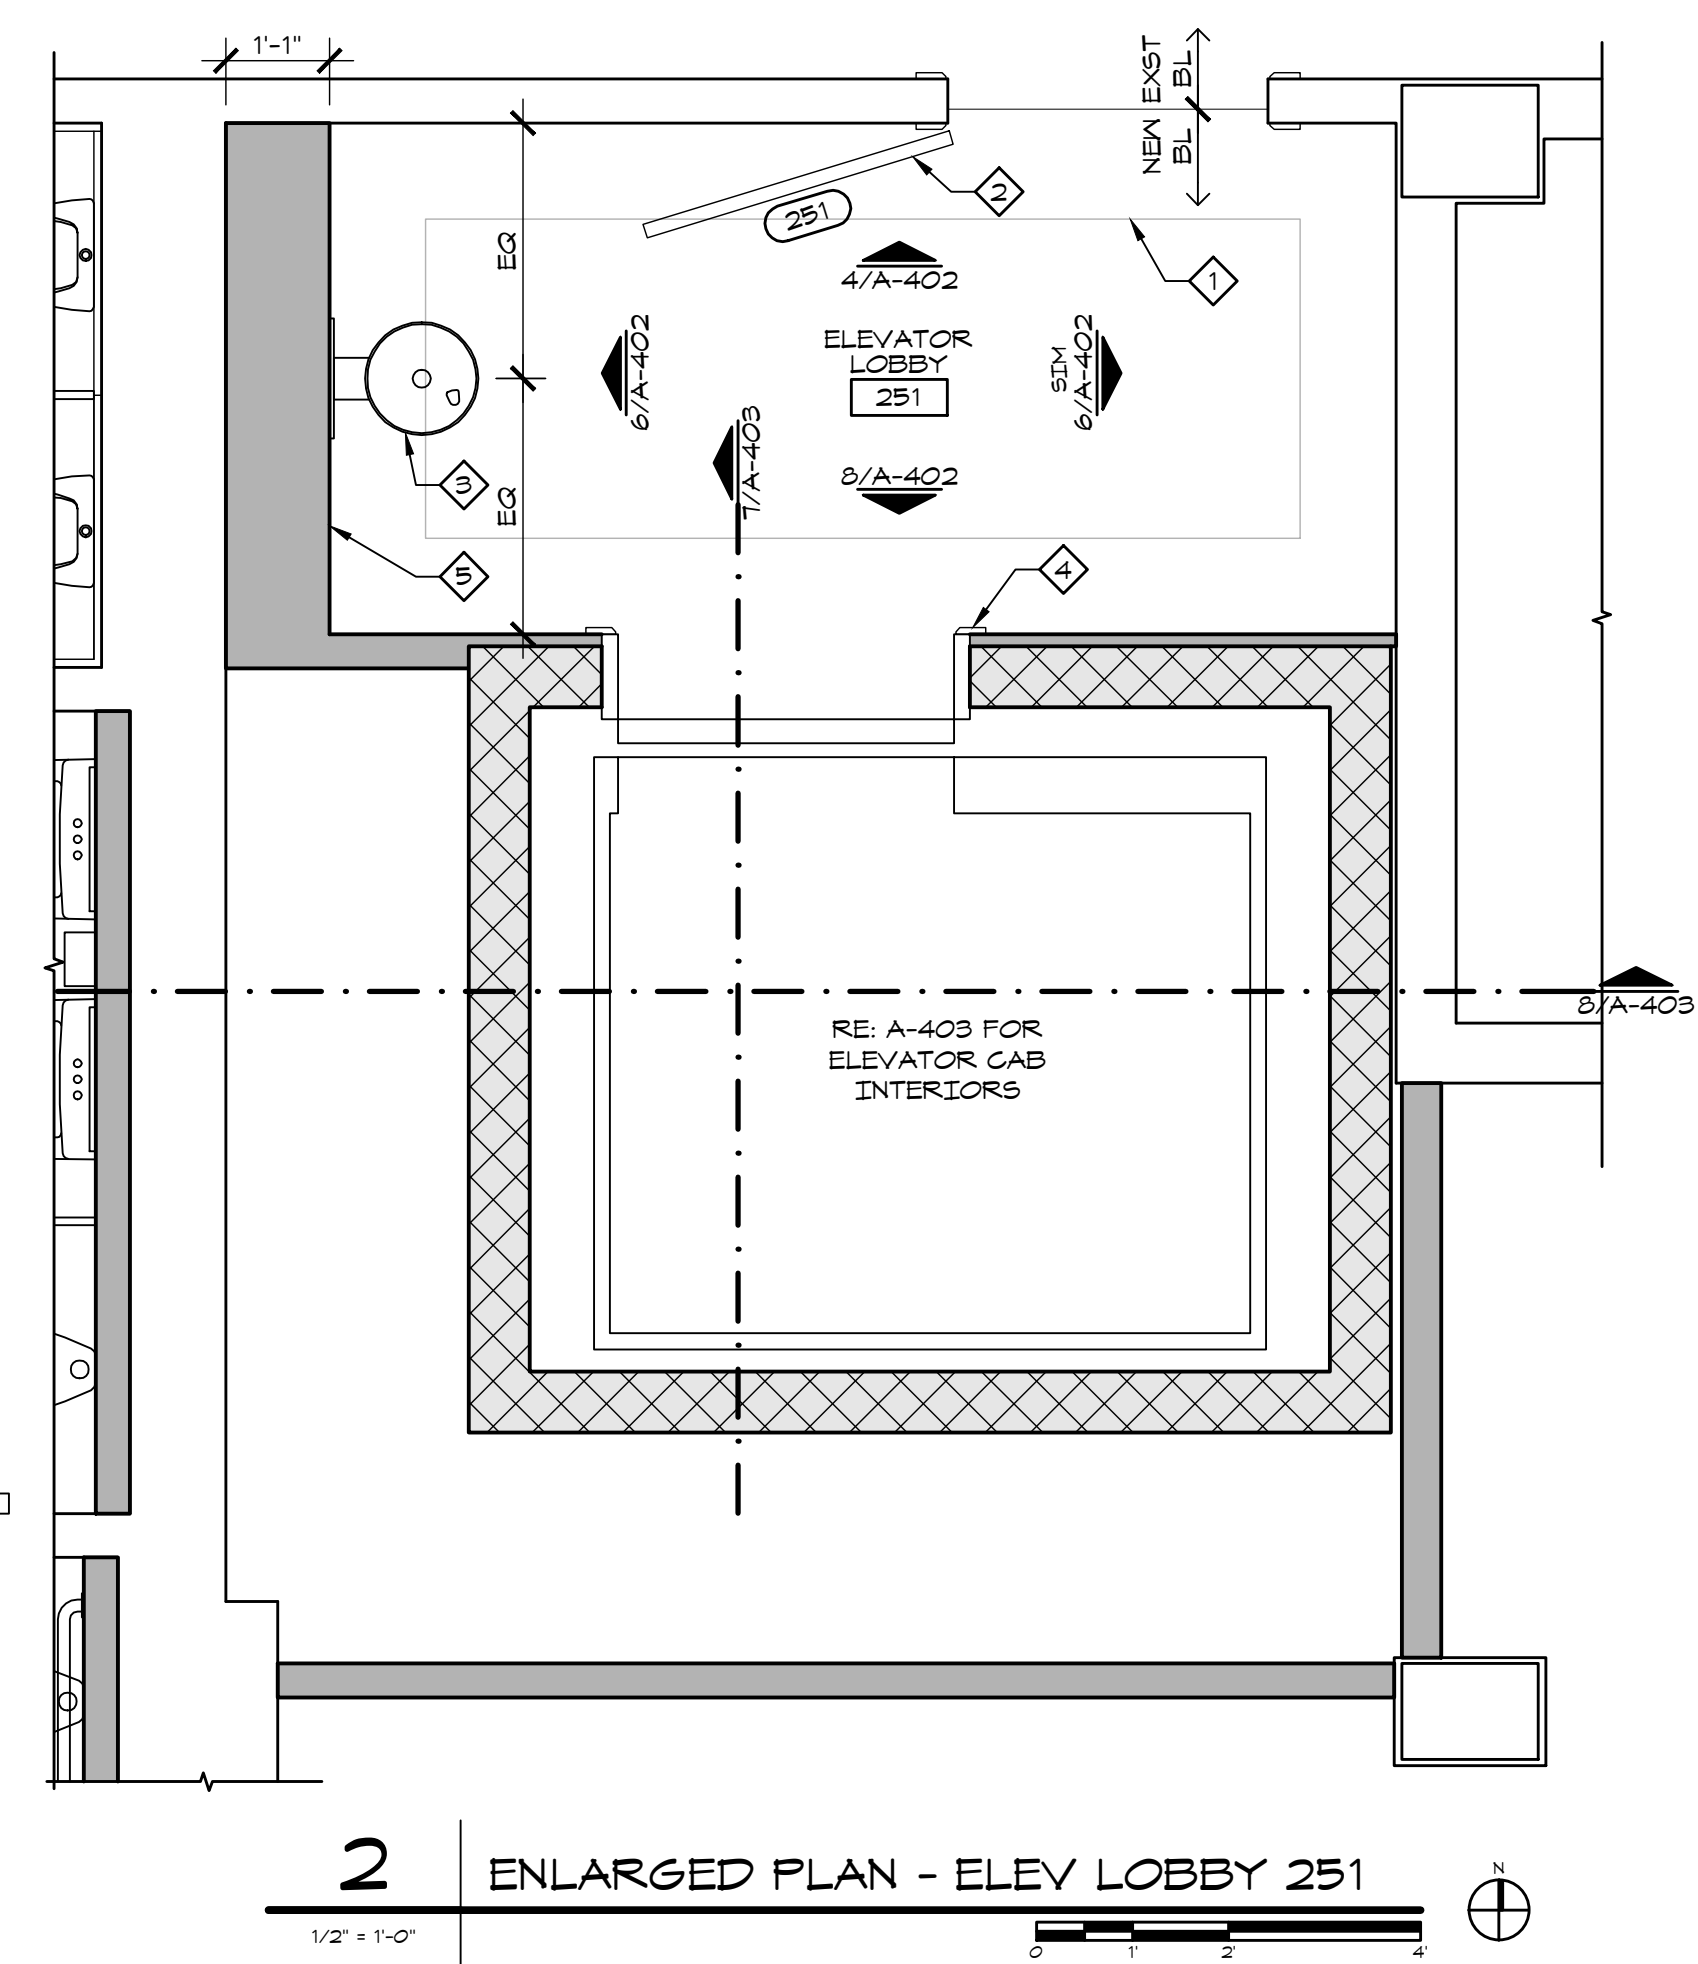 1'-1"
NEW EXST
BL BL
2
251
EQ
4/A-402
1
6/A-402
ELEVATOR
LOBBY
251
SIM
6/A-402
7/A-403
8/A-402
3
EQ
5
4
8/A-403
RE: A-403 FOR
ELEVATOR CAB
INTERIORS
2
ENLARGED PLAN - ELEV LOBBY 251
N
1/2" = 1'-0"
0 1' 2' 4'